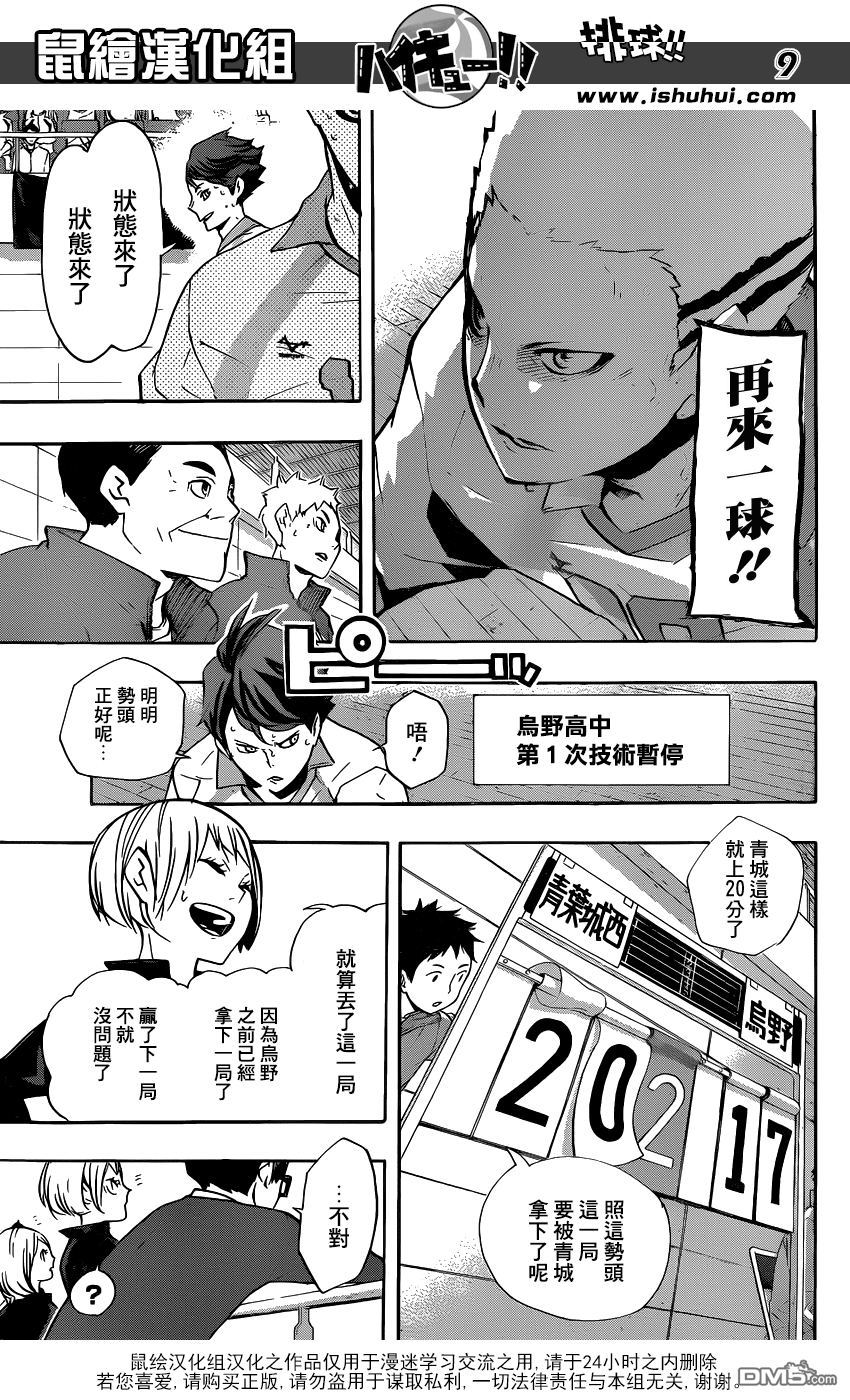 鼠繪漢化組
ハイキュー!!
排球!!
9
www.ishuhui.com
再來一球!!
狀態來了
狀態來了
ピーーッ
烏野高中
第1次技術暫停
唔!
明明
勢頭
正好呢…
青城這樣
就上20分了
青葉城西
烏野
20
2
17
照這勢頭
這一局
要被青城
拿下了呢
就算丟了這一局
因為烏野
之前已經
拿下一局了
贏了下一局
不就
沒問題了
…不對
?
鼠绘汉化组汉化之作品仅用于漫迷学习交流之用, 请于24小时之内删除
若您喜爱, 请购买正版, 请勿盗用于谋取私利, 一切法律责任与本组无关, 谢谢。
DM5.com